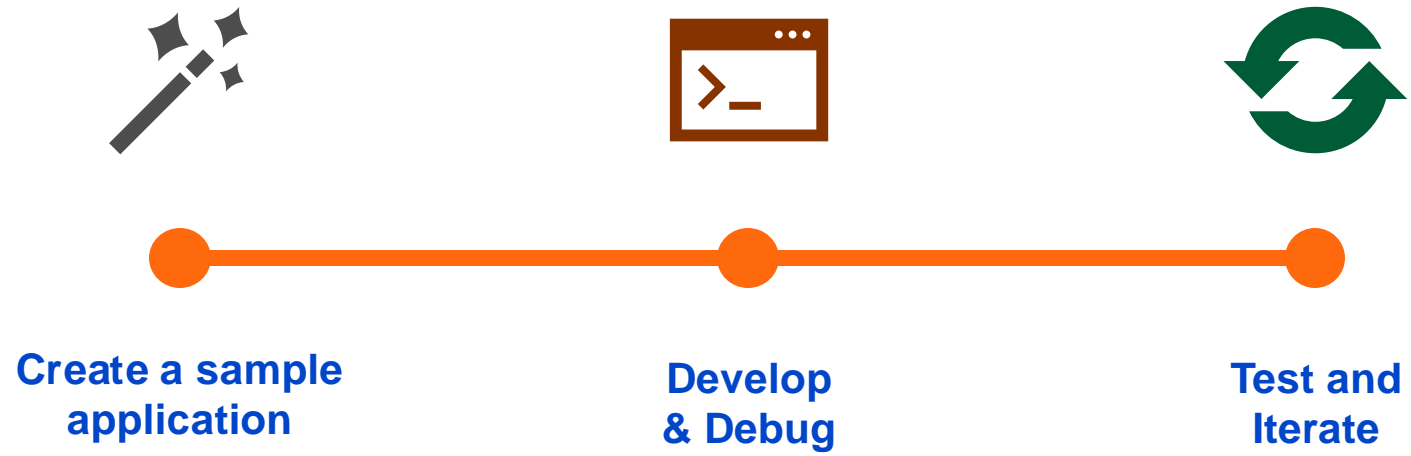 Create a sample
application
Develop
& Debug
Test and
Iterate